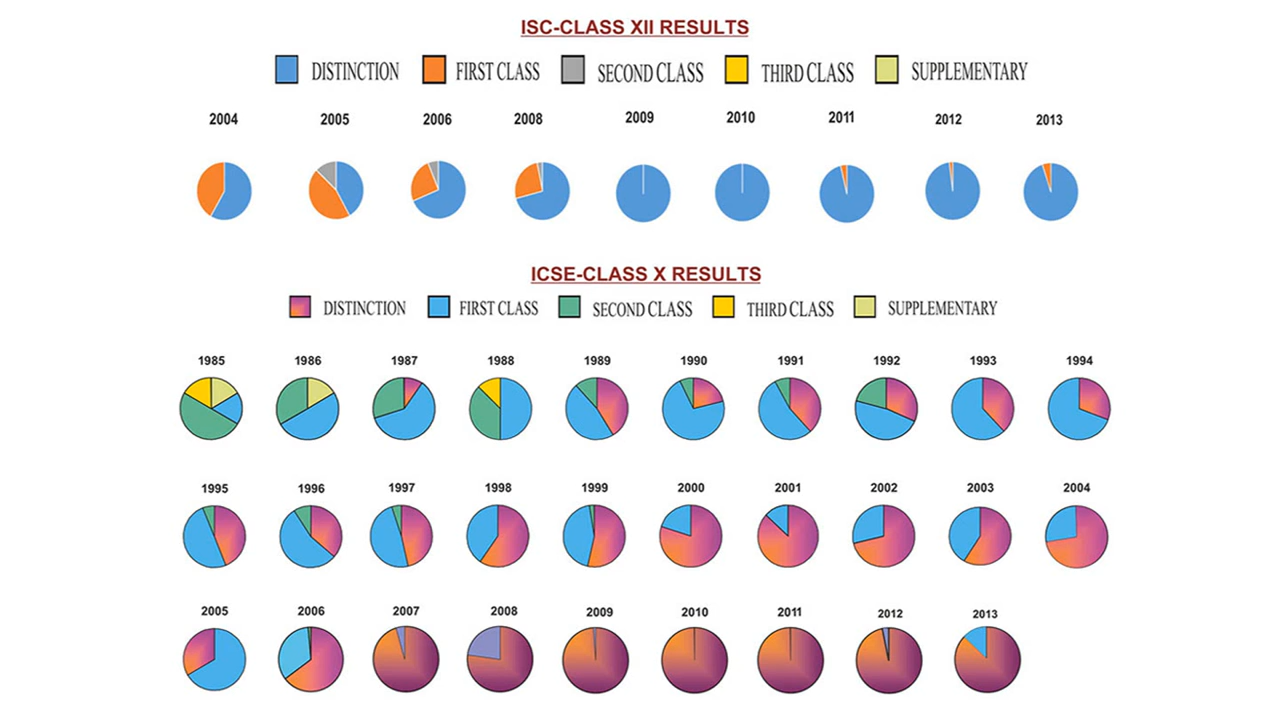 ISC-CLASS XII RESULTS
DISTINCTION FIRST CLASS SECOND CLASS THIRD CLASS SUPPLEMENTARY
2004 2005 2006 2008 2009 2010 2011 2012 2013
ICSE-CLASS X RESULTS
DISTINCTION FIRST CLASS SECOND CLASS THIRD CLASS SUPPLEMENTARY
1985 1986 1987 1988 1989 1990 1991 1992 1993 1994
1995 1996 1997 1998 1999 2000 2001 2002 2003 2004
2005 2006 2007 2008 2009 2010 2011 2012 2013